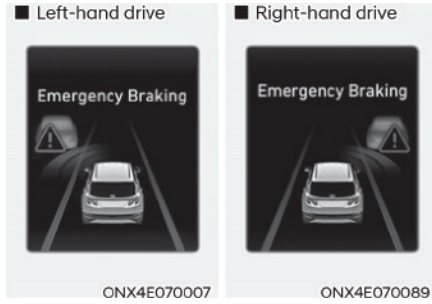 ■ Left-hand drive
Emergency Braking
ONX4E070007
■ Right-hand drive
Emergency Braking
ONX4E070089